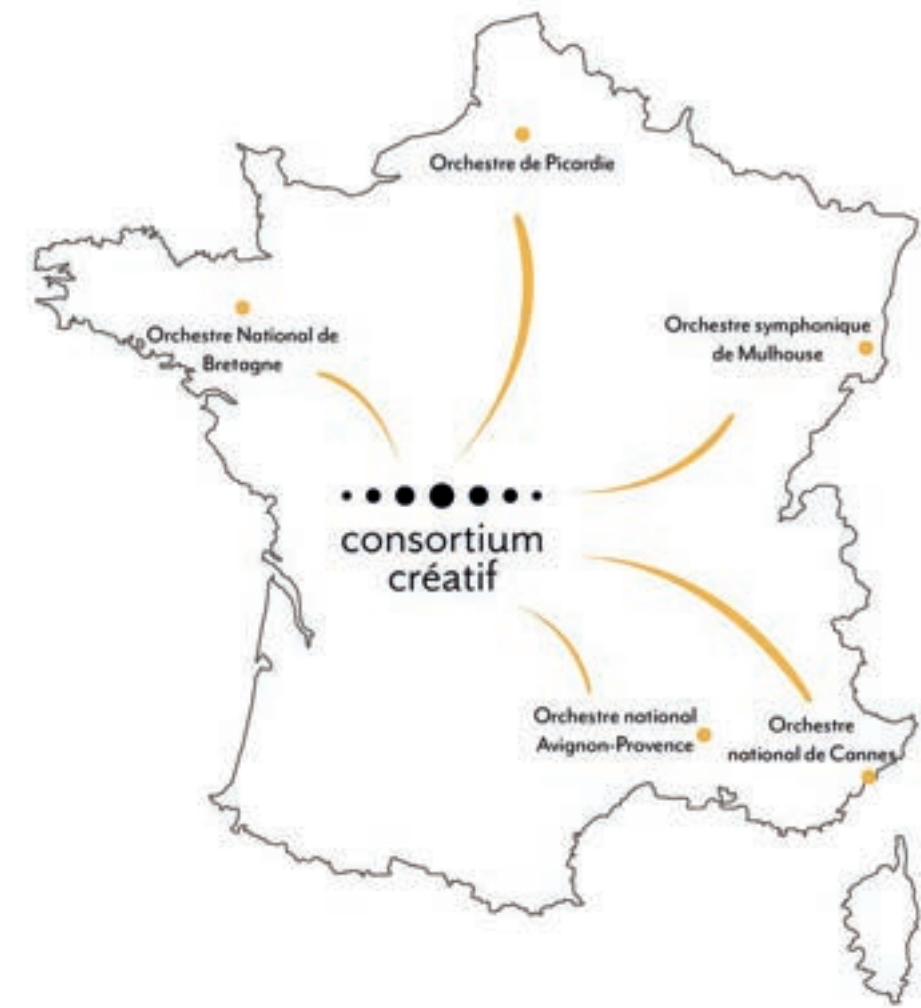 Orchestre de Picardie
Orchestre National de
Bretagne
Orchestre symphonique
de Mulhouse
consortium
créatif
Orchestre national
Avignon-Provence
Orchestre
national de Cannes